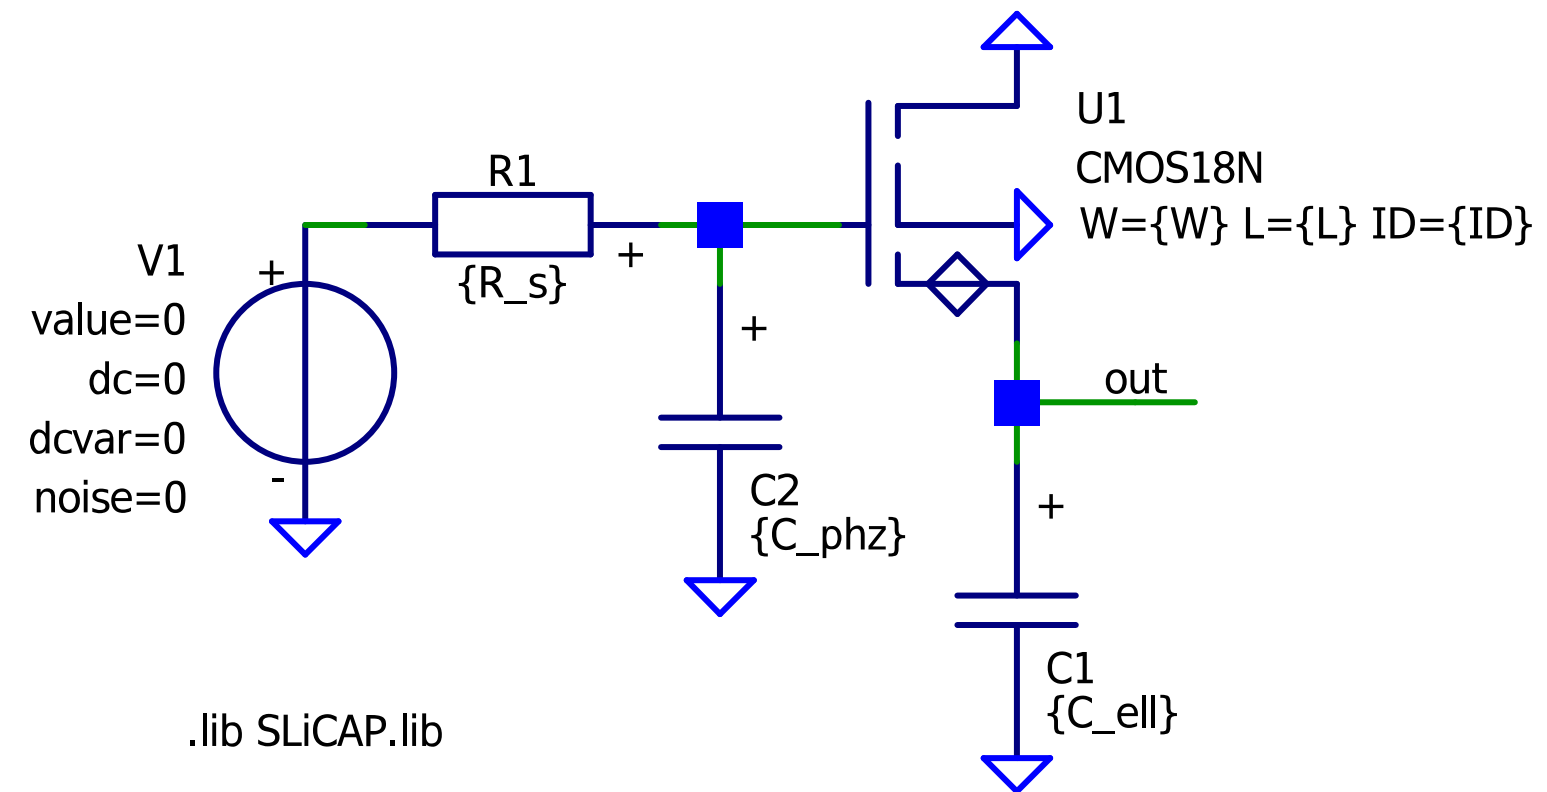 U1
CMOS18N
W={W} L={L} ID={ID}
R1
{R_s}
+
V1
+
value=0
dc=0
dcvar=0
noise=0
-
+
out
C2
{C_phz}
+
C1
{C_ell}
.lib SLiCAP.lib